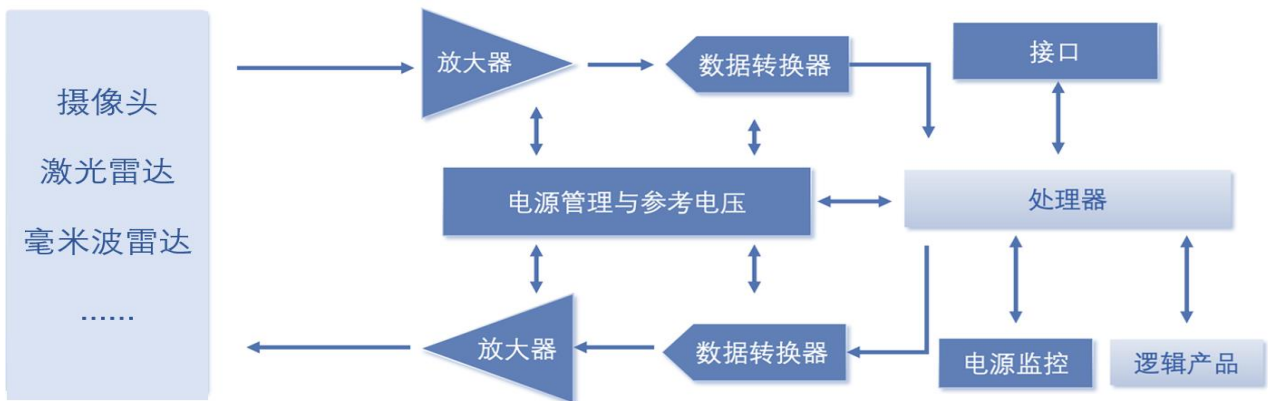 摄像头
激光雷达
毫米波雷达
......
放大器
数据转换器
接口
电源管理与参考电压
处理器
放大器
数据转换器
电源监控
逻辑产品